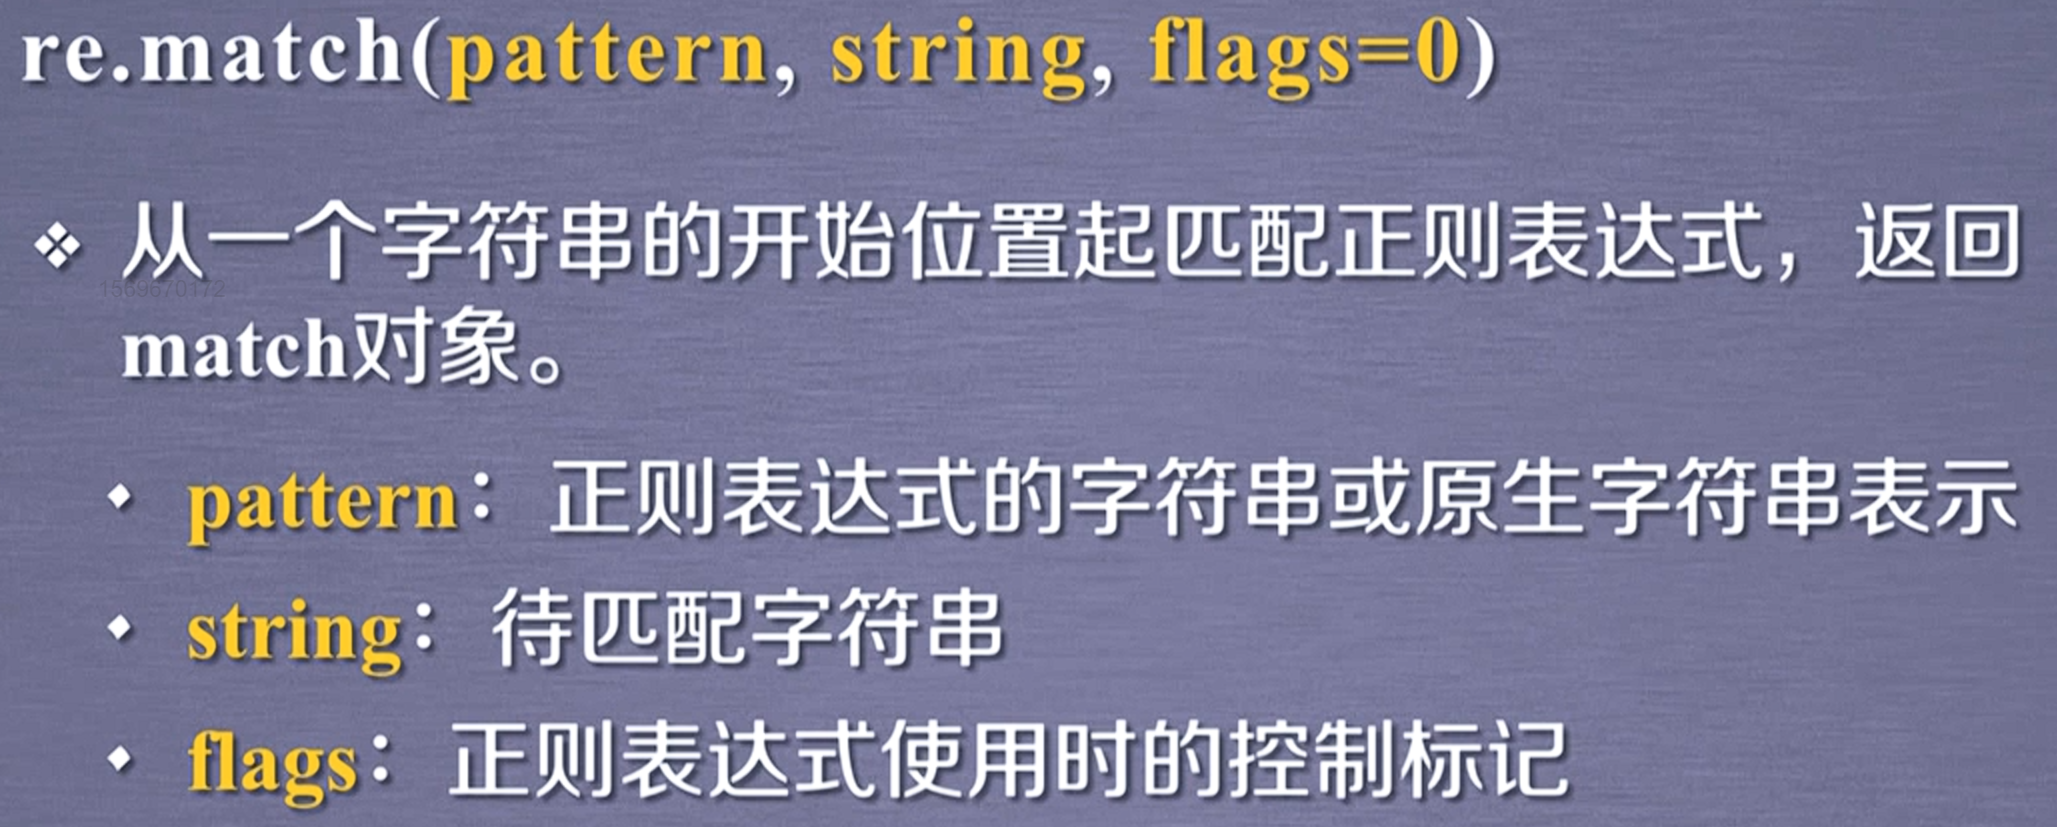 re.match(pattern, string, flags=0)
❖ 从一个字符串的开始位置起匹配正则表达式，返回
1569670172
match对象。
• pattern：正则表达式的字符串或原生字符串表示
• string：待匹配字符串
• flags：正则表达式使用时的控制标记